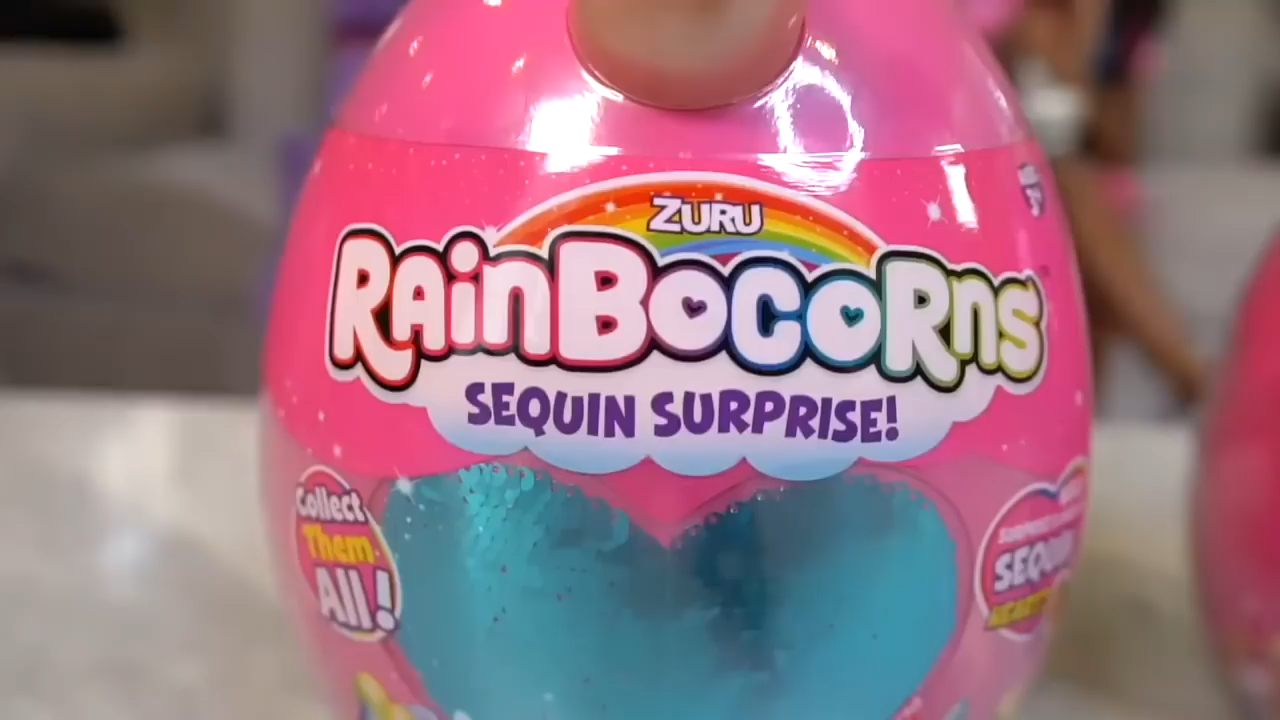 ZURU
RainBocoRns
SEQUIN SURPRISE!
Collect
Them
All!
SEQUIN